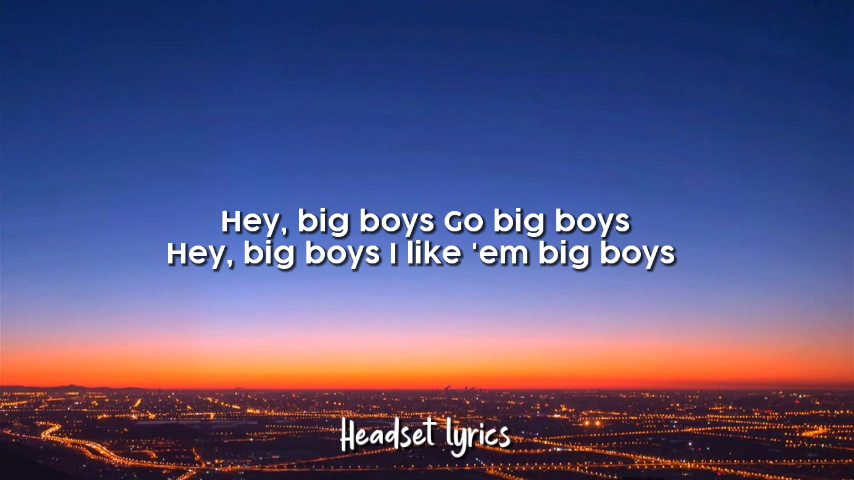 Hey, big boys Go big boys
Hey, big boys I like 'em big boys
Headset lyrics